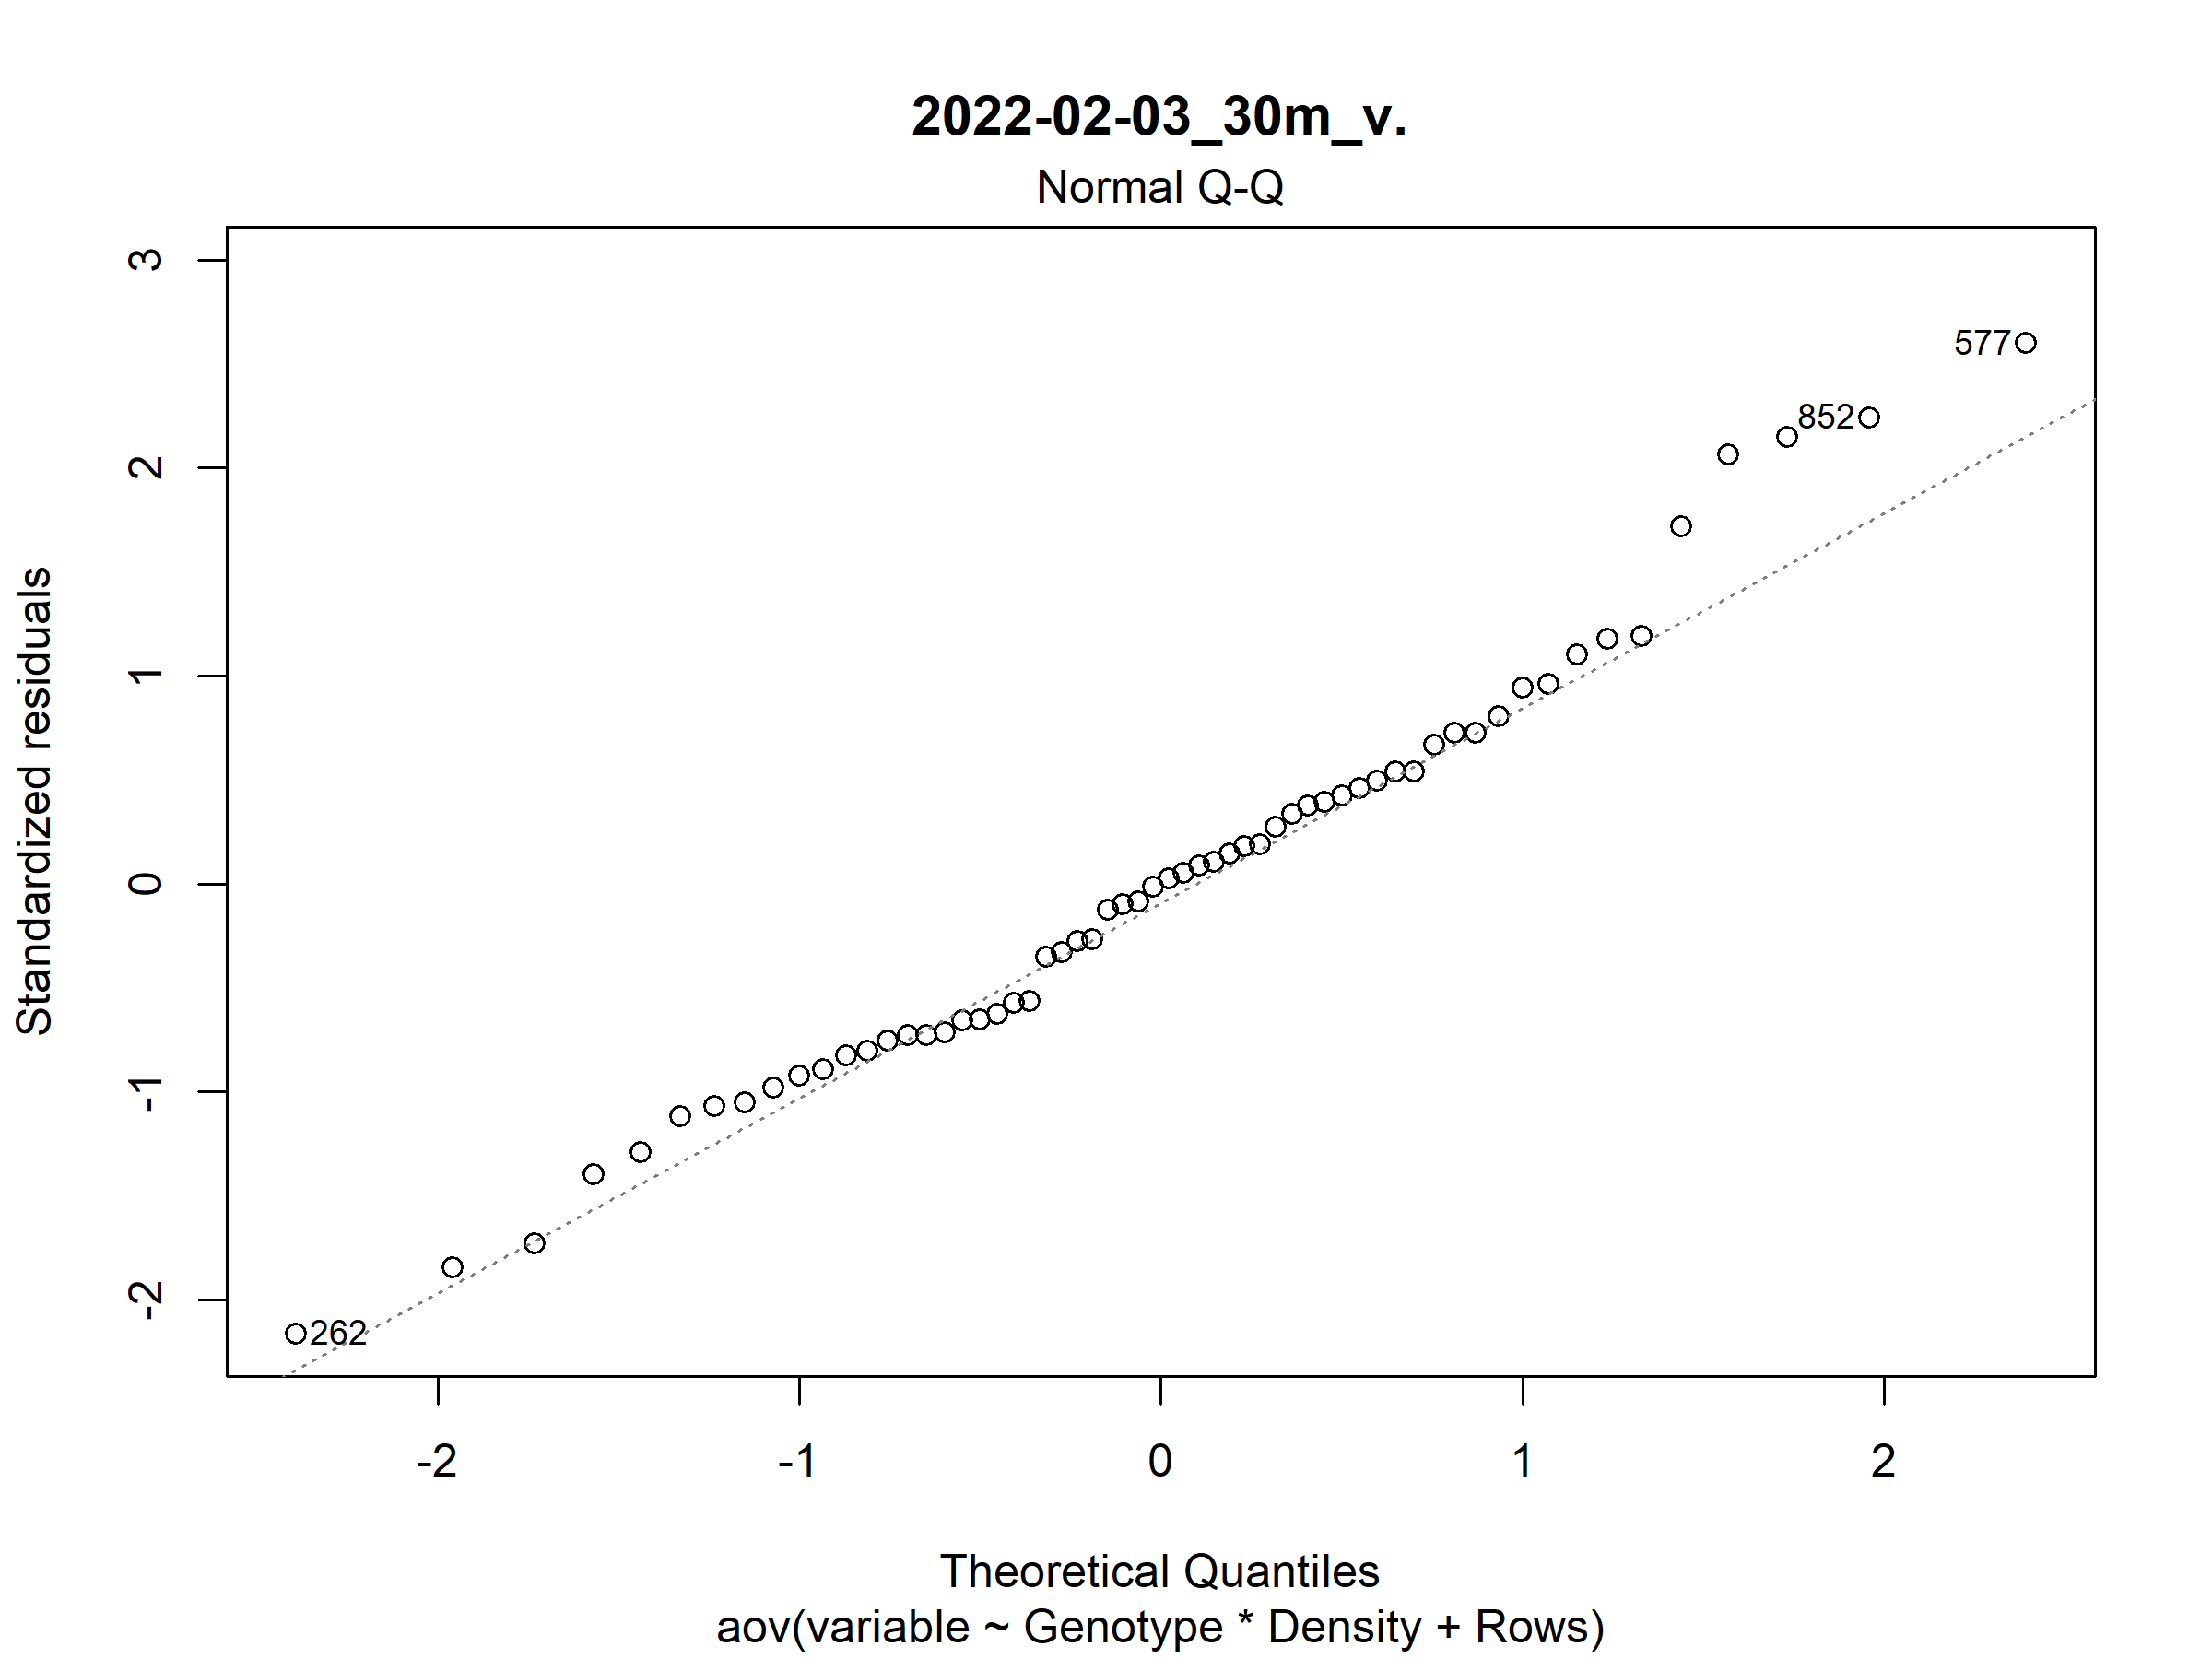 2022-02-03_30m_v.
Normal Q-Q
3
2
1
0
-1
-2
Standardized residuals
577
852
262
-2 -1 0 1 2
Theoretical Quantiles
aov(variable ~ Genotype * Density + Rows)